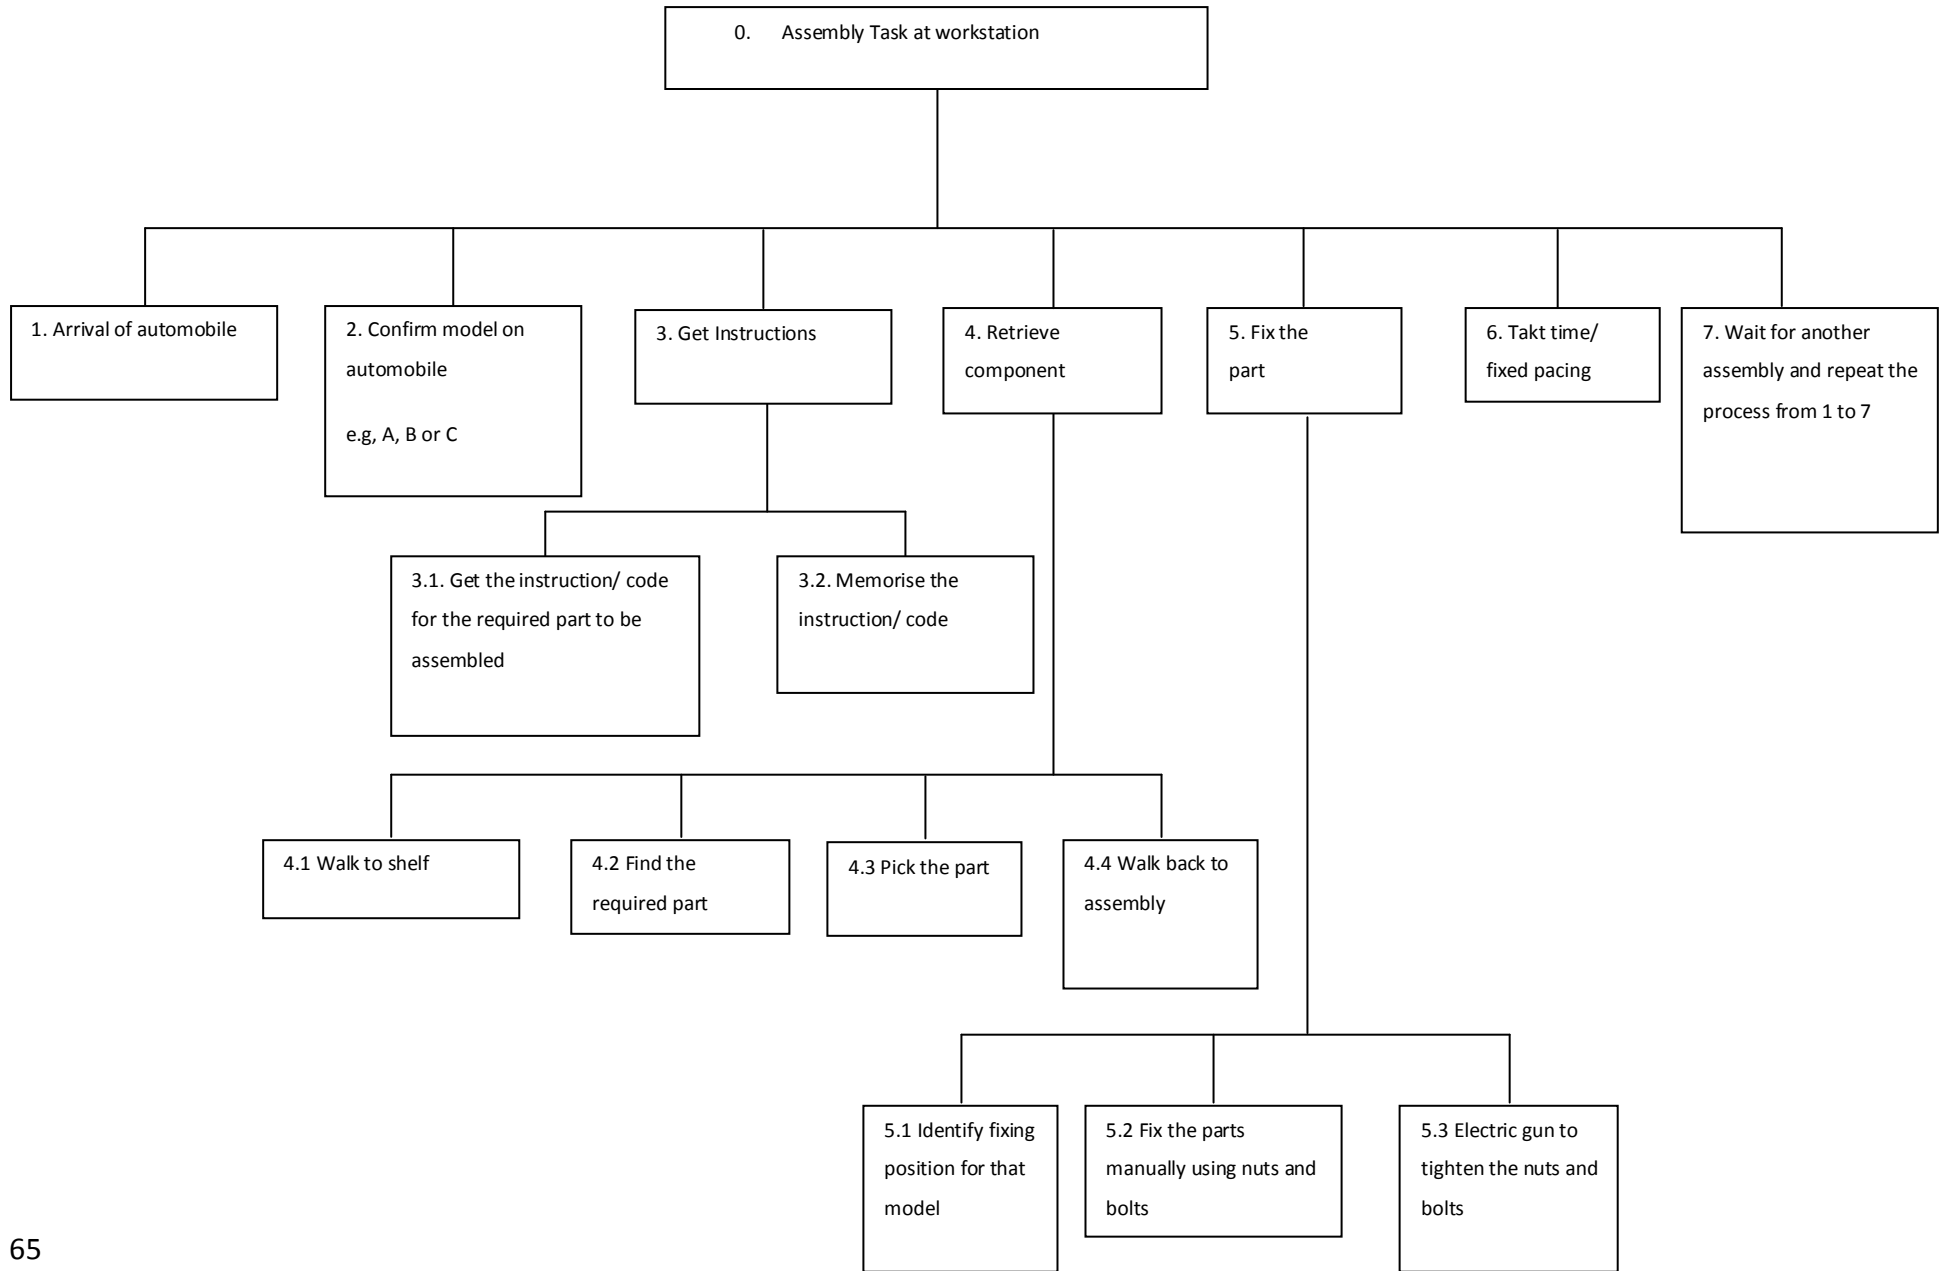 0. Assembly Task at workstation
1. Arrival of automobile
2. Confirm model on
automobile
e.g, A, B or C
3. Get Instructions
4. Retrieve
component
5. Fix the
part
6. Takt time/
fixed pacing
7. Wait for another
assembly and repeat the
process from 1 to 7
3.1. Get the instruction/ code
for the required part to be
assembled
3.2. Memorise the
instruction/ code
4.1 Walk to shelf
4.2 Find the
required part
4.3 Pick the part
4.4 Walk back to
assembly
5.1 Identify fixing
position for that
model
5.2 Fix the parts
manually using nuts and
bolts
5.3 Electric gun to
tighten the nuts and
bolts
65